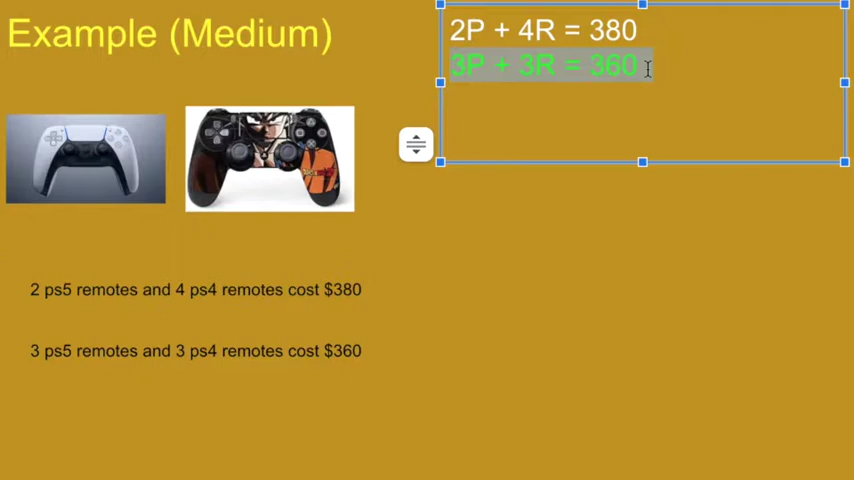 Example (Medium)
2P + 4R = 380
3P + 3R = 360
2 ps5 remotes and 4 ps4 remotes cost $380
3 ps5 remotes and 3 ps4 remotes cost $360